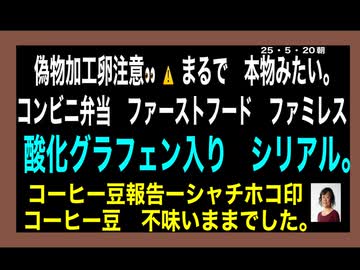 25・5・20朝
偽物加工卵注意👀⚠️まるで　本物みたい。
コンビニ弁当　ファーストフード　ファミレス
酸化グラフェン入り　シリアル。
コーヒー豆報告ーシャチホコ印
コーヒー豆　不味いままでした。